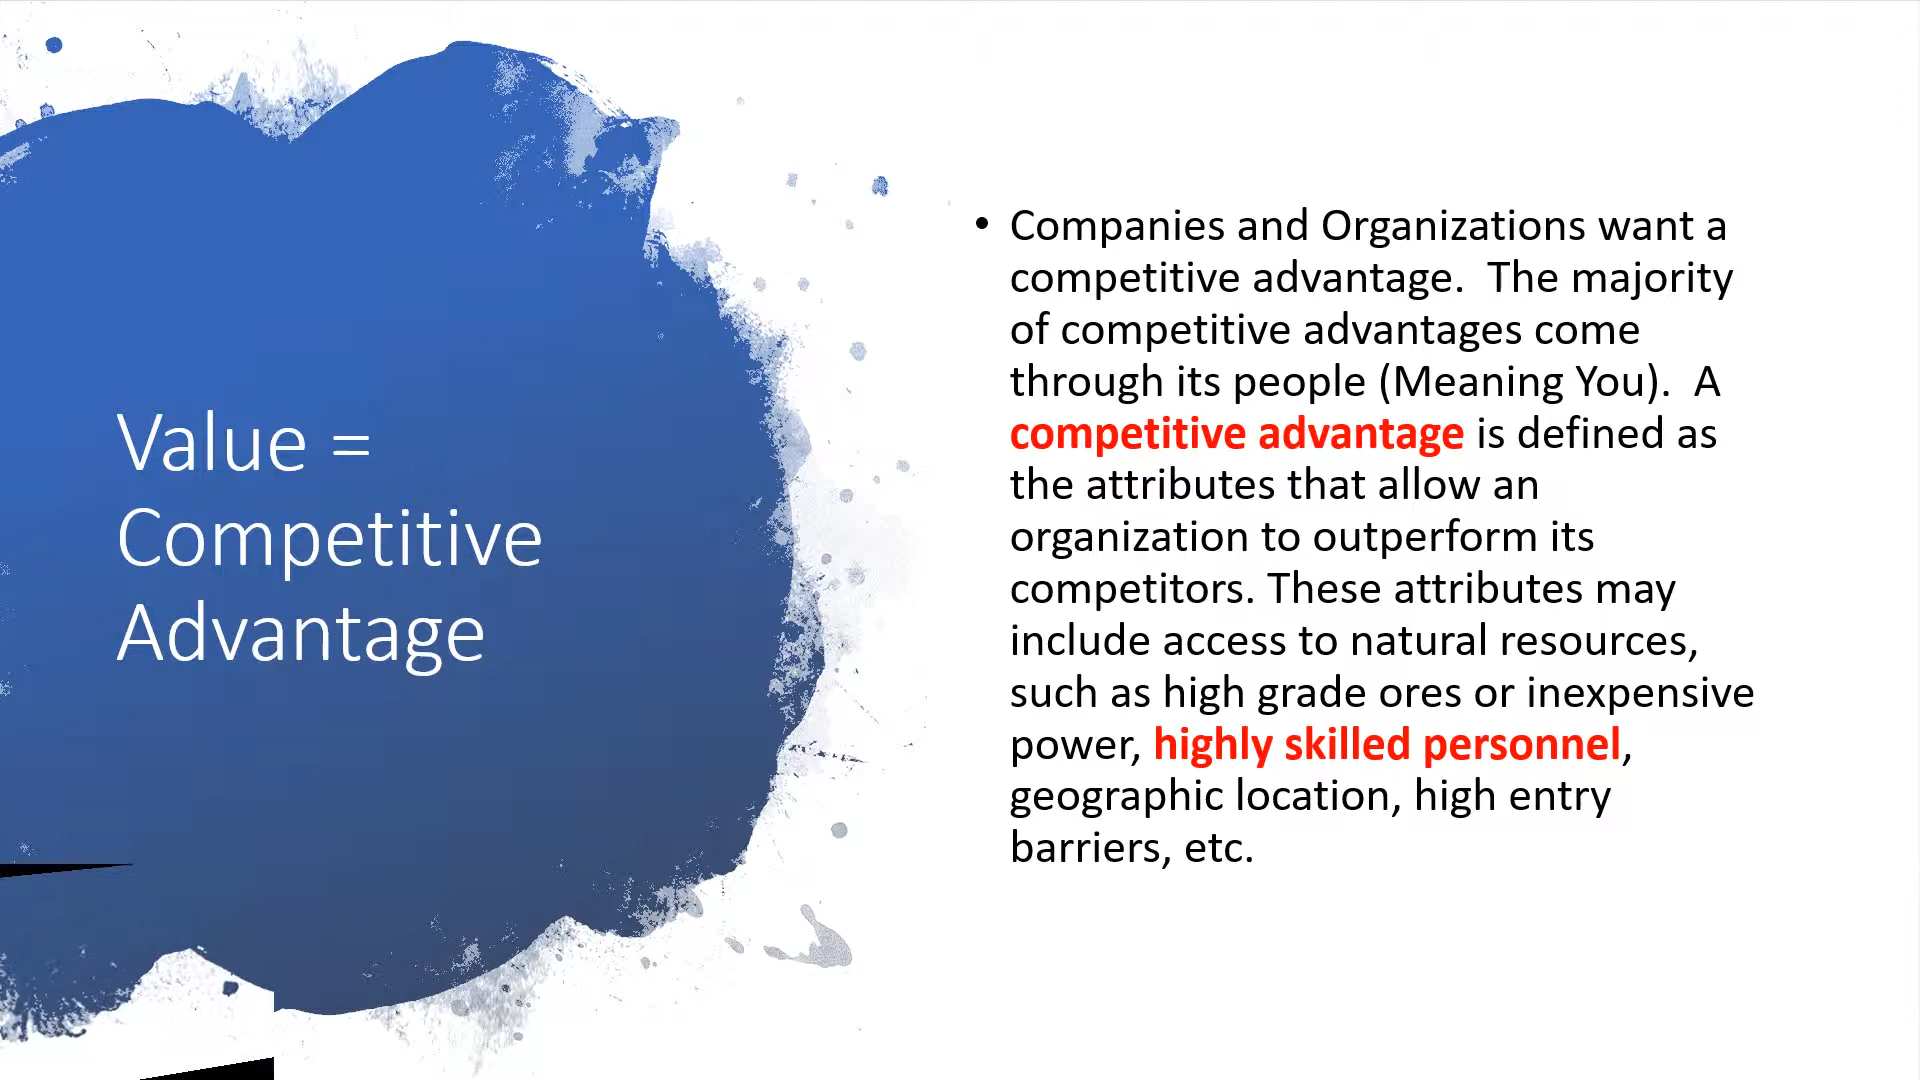 Value =
Competitive
Advantage
• Companies and Organizations want a
competitive advantage.  The majority
of competitive advantages come
through its people (Meaning You).  A
competitive advantage is defined as
the attributes that allow an
organization to outperform its
competitors. These attributes may
include access to natural resources,
such as high grade ores or inexpensive
power, highly skilled personnel,
geographic location, high entry
barriers, etc.